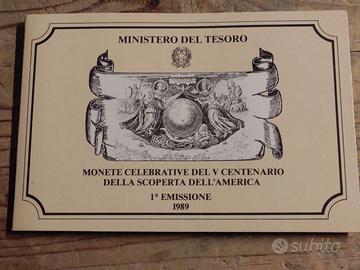 MINISTERO DEL TESORO
MONETE CELEBRATIVE DEL V CENTENARIO
DELLA SCOPERTA DELL'AMERICA
1ª EMISSIONE
1989
subito